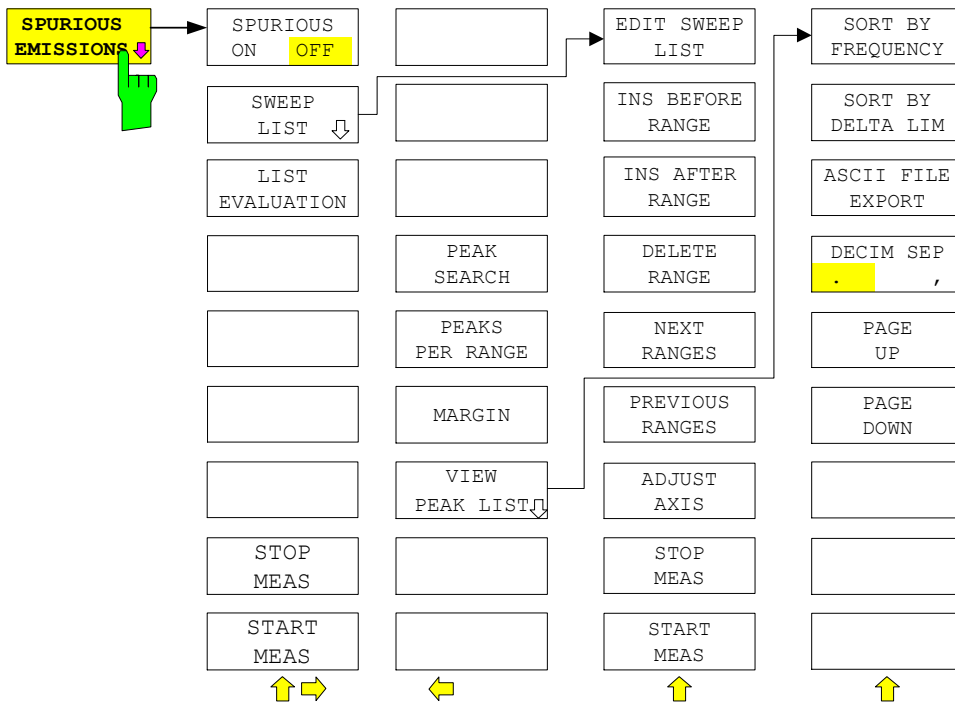 SPURIOUS
EMISSIONS
SPURIOUS
ON OFF
SWEEP
LIST
LIST
EVALUATION
STOP
MEAS
START
MEAS
PEAK
SEARCH
PEAKS
PER RANGE
MARGIN
VIEW
PEAK LIST
EDIT SWEEP
LIST
INS BEFORE
RANGE
INS AFTER
RANGE
DELETE
RANGE
NEXT
RANGES
PREVIOUS
RANGES
ADJUST
AXIS
STOP
MEAS
START
MEAS
SORT BY
FREQUENCY
SORT BY
DELTA LIM
ASCII FILE
EXPORT
DECIM SEP
. ,
PAGE
UP
PAGE
DOWN